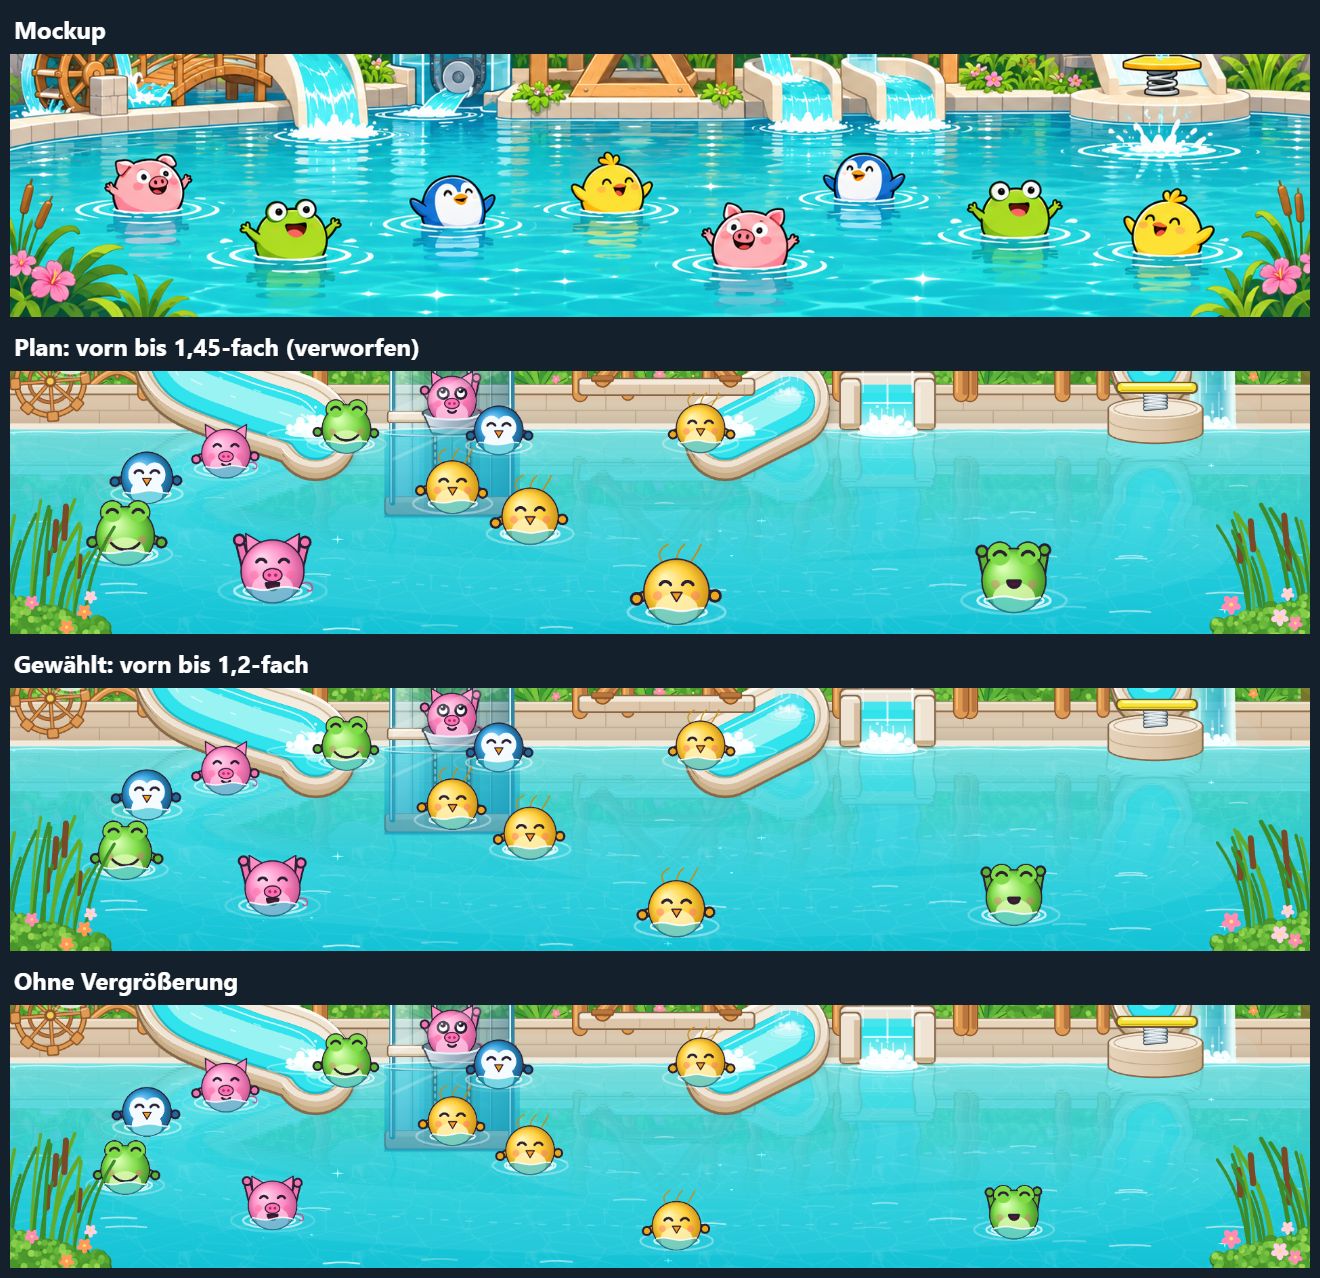 Mockup
Plan: vorn bis 1,45-fach (verworfen)
Gewählt: vorn bis 1,2-fach
Ohne Vergrößerung